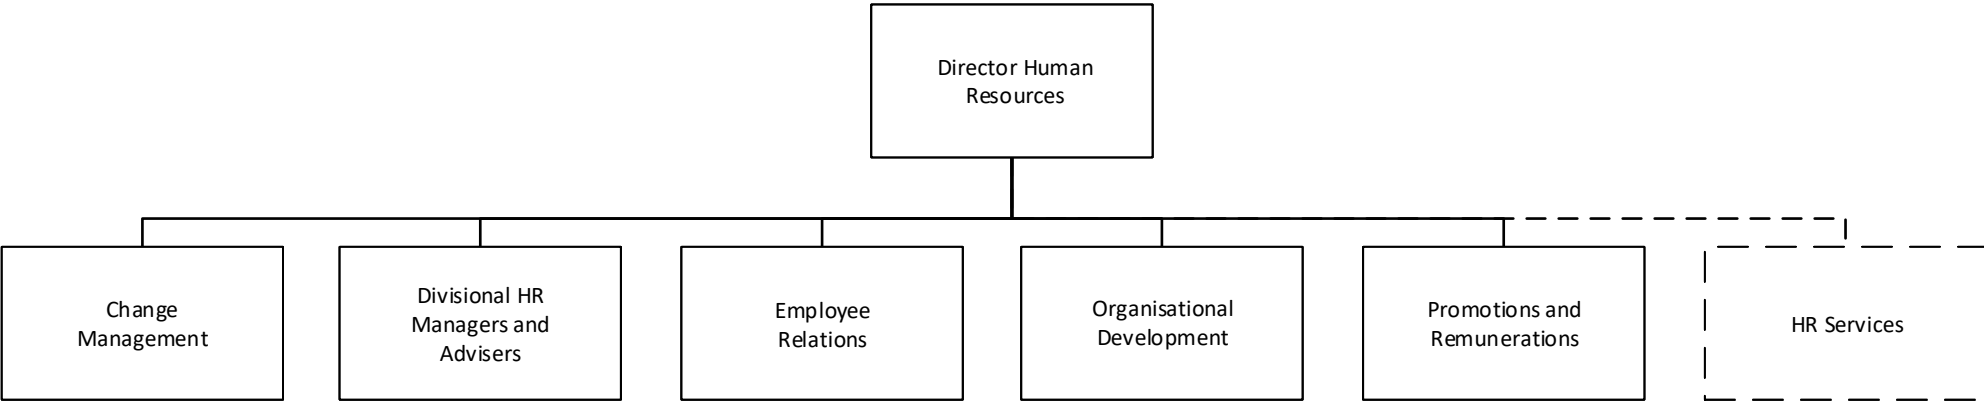 Director Human
Resources
Change
Management
Divisional HR
Managers and
Advisers
Employee
Relations
Organisational
Development
Promotions and
Remunerations
HR Services